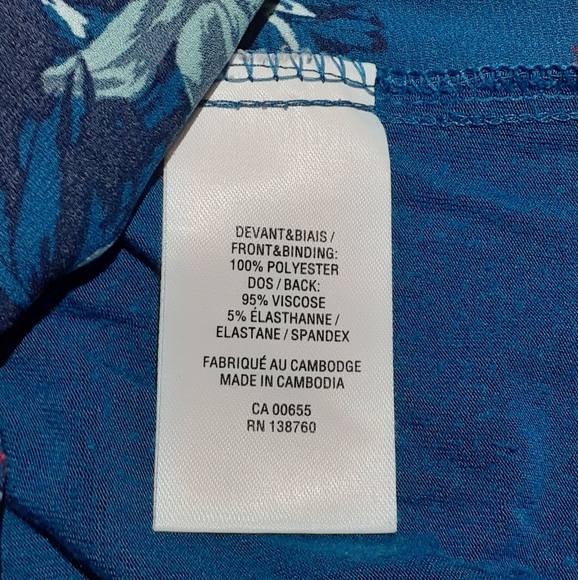 DEVANT&BIAIS /
FRONT&BINDING:
100% POLYESTER
DOS / BACK:
95% VISCOSE
5% ÉLASTHANNE /
ELASTANE / SPANDEX
FABRIQUÉ AU CAMBODGE
MADE IN CAMBODIA
CA 00655
RN 138760